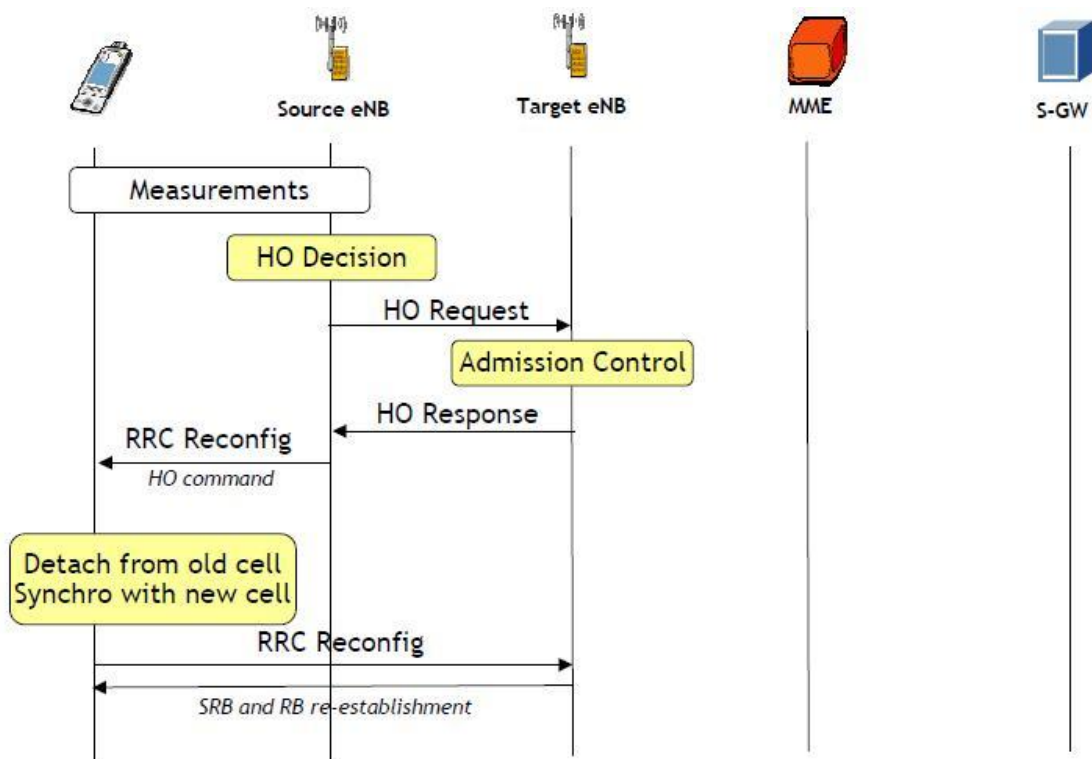 Source eNB
Target eNB
MME
S-GW
Measurements
HO Decision
HO Request
Admission Control
HO Response
RRC Reconfig
HO command
Detach from old cell
Synchro with new cell
RRC Reconfig
SRB and RB re-establishment